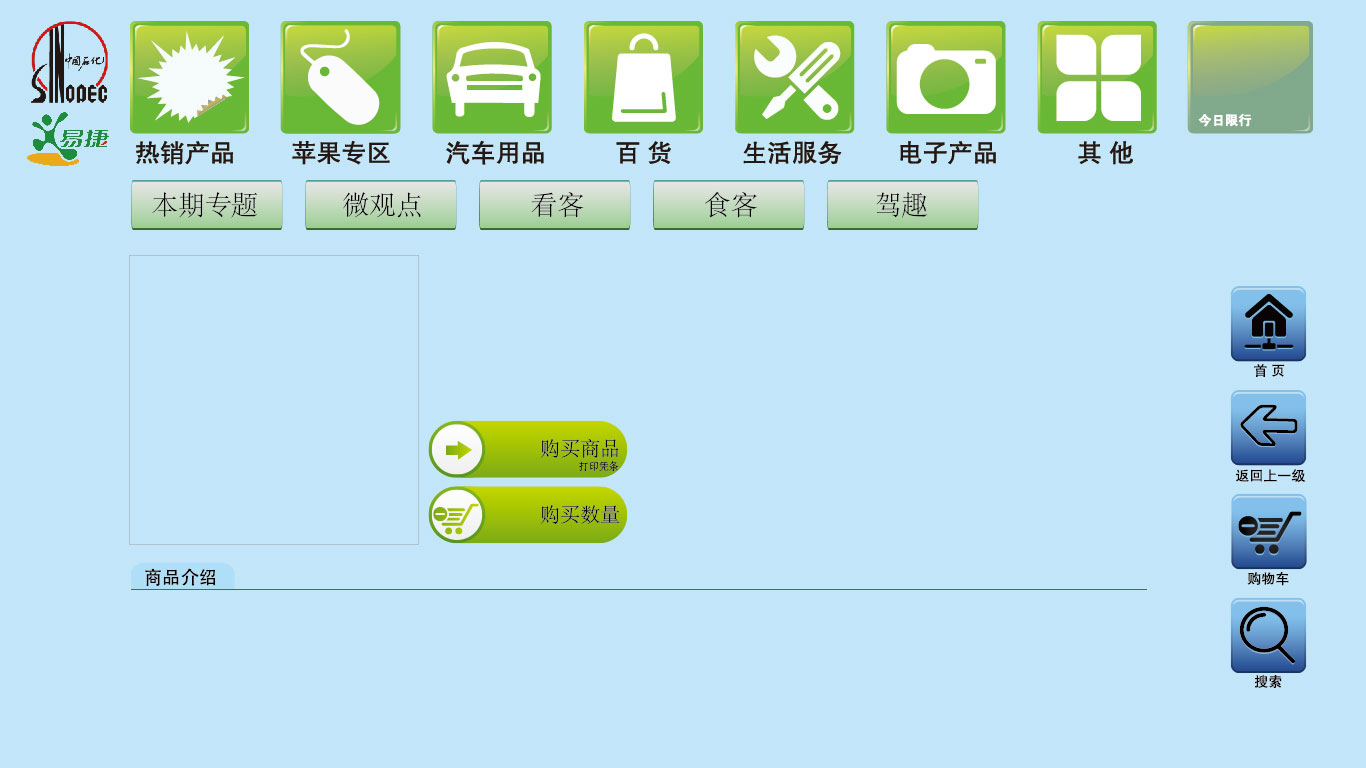 中国石化
SINOPEC
易捷
今日限行
热销产品
苹果专区
汽车用品
百 货
生活服务
电子产品
其 他
本期专题
微观点
看客
食客
驾趣
首 页
返回上一级
购买商品
打印凭条
购买数量
购物车
商品介绍
搜索